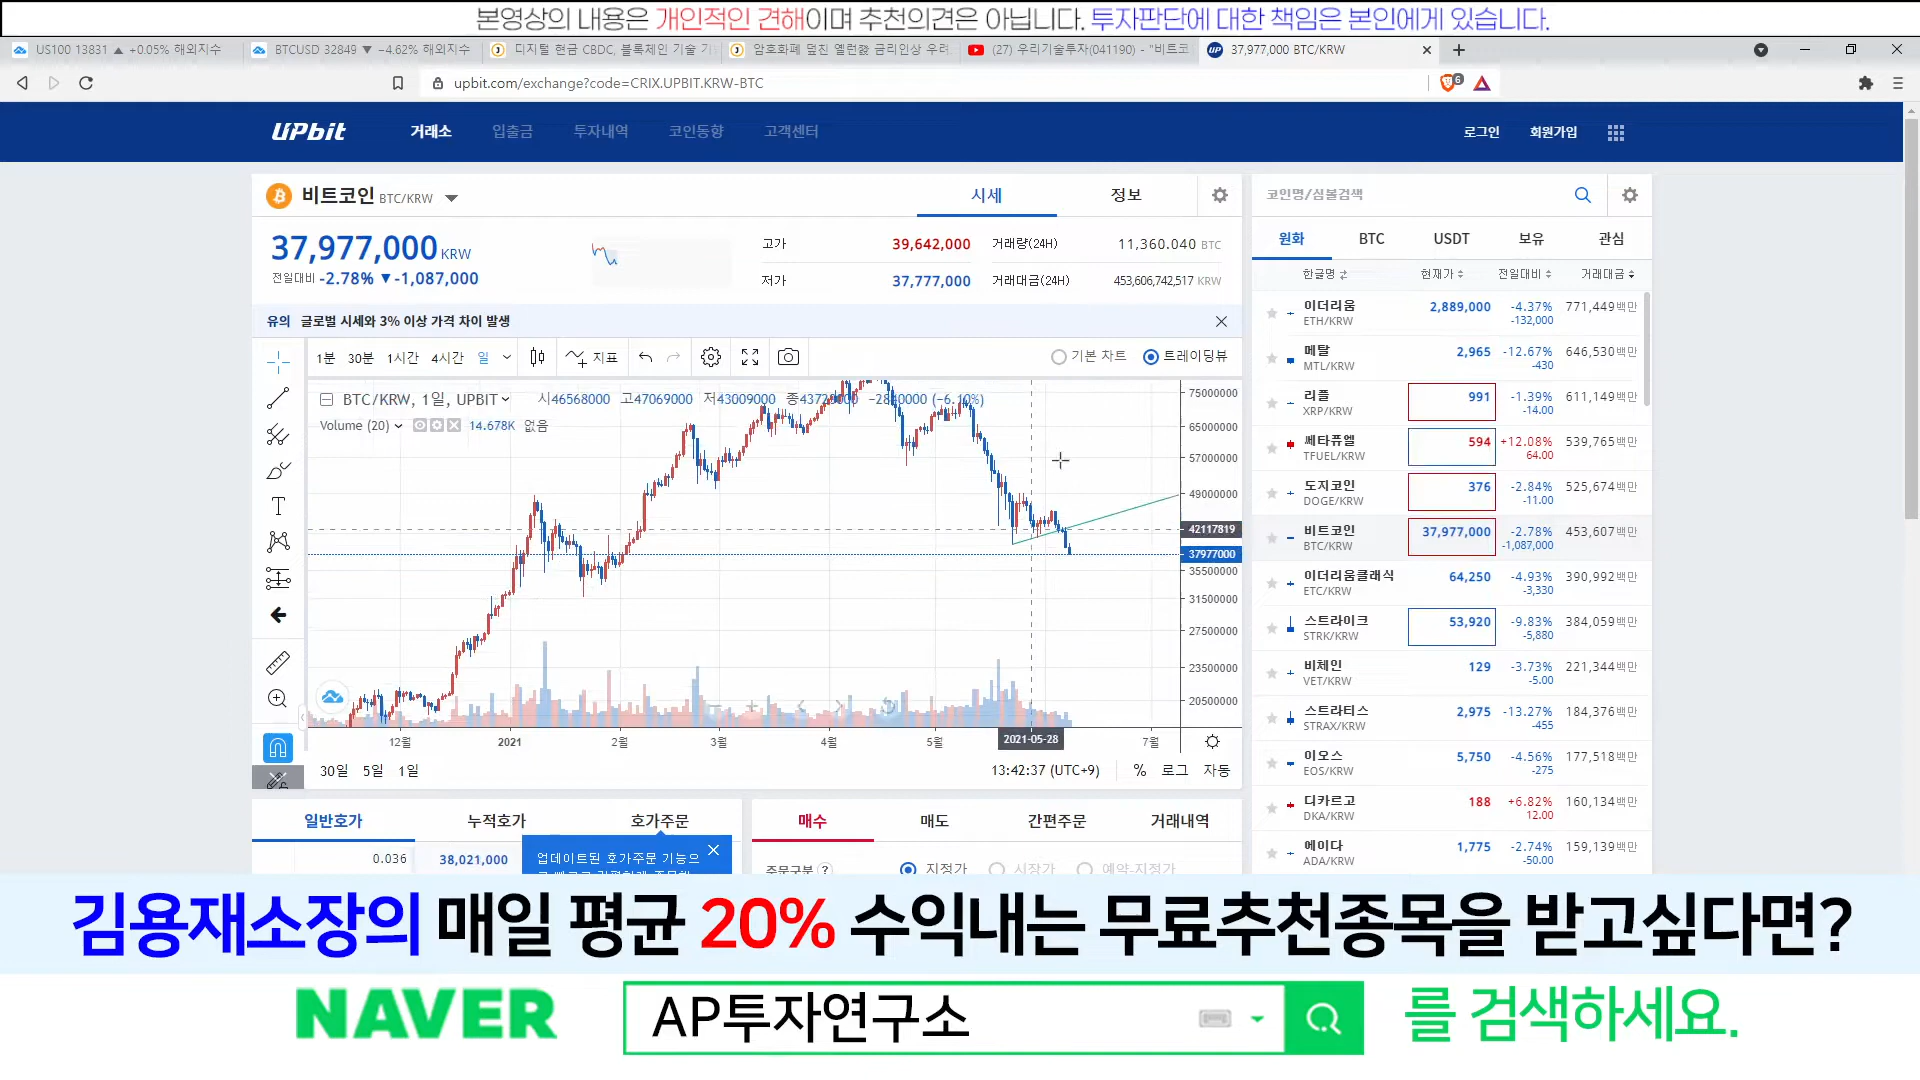 본영상의 내용은 개인적인 견해이며 추천의견은 아닙니다. 투자판단에 대한 책임은 본인에게 있습니다.
US100 13831 ▲ +0.05% 해외지수
BTCUSD 32849 ▼ −4.62% 해외지수
디지털 현금 CBDC, 블록체인 기술 기
암호화폐 덮친 옐런發 금리인상 우려
(27) 우리기술투자(041190) - "비트코
37,977,000 BTC/KRW
upbit.com/exchange?code=CRIX.UPBIT.KRW-BTC
6
UPbit 거래소 입출금 투자내역 코인동향 고객센터 로그인 회원가입
비트코인 BTC/KRW 시세 정보
37,977,000 KRW
전일대비 -2.78% ▼-1,087,000
고가 39,642,000 거래량(24H) 11,360.040 BTC
저가 37,777,000 거래대금(24H) 453,606,742,517 KRW
유의 글로벌 시세와 3% 이상 가격 차이 발생
1분 30분 1시간 4시간 일 지표 기본 차트 트레이딩뷰
BTC/KRW, 1일, UPBIT 시46568000 고47069000 저43009000 −2840000 (−6.10%)
Volume (20) 14.678K 없음
75000000
65000000
57000000
49000000
42117819
37977000
35500000
31500000
27500000
23500000
20500000
12월 2021 2월 3월 4월 5월 2021-05-28 7월
30일 5일 1일 13:42:37 (UTC+9) % 로그 자동
일반호가 누적호가 호가주문
0.036 38,021,000
업데이트된 호가주문 기능으
매수 매도 간편주문 거래내역
주문구분 ? 지정가 시장가 예약-지정가
코인명/심볼검색
원화 BTC USDT 보유 관심
한글명 현재가 전일대비 거래대금
이더리움 2,889,000 -4.37% 771,449백만
ETH/KRW -132,000
메탈 2,965 -12.67% 646,530백만
MTL/KRW -430
리플 991 -1.39% 611,149백만
XRP/KRW -14.00
쎄타퓨엘 594 +12.08% 539,765백만
TFUEL/KRW 64.00
도지코인 376 -2.84% 525,674백만
DOGE/KRW -11.00
비트코인 37,977,000 -2.78% 453,607백만
BTC/KRW -1,087,000
이더리움클래식 64,250 -4.93% 390,992백만
ETC/KRW -3,330
스트라이크 53,920 -9.83% 384,059백만
STRK/KRW -5,880
비체인 129 -3.73% 221,344백만
VET/KRW -5.00
스트라티스 2,975 -13.27% 184,376백만
STRAX/KRW -455
이오스 5,750 -4.56% 177,518백만
EOS/KRW -275
디카르고 188 +6.82% 160,134백만
DKA/KRW 12.00
에이다 1,775 -2.74% 159,139백만
ADA/KRW -50.00
김용재소장의 매일 평균 20% 수익내는 무료추천종목을 받고싶다면?
NAVER AP투자연구소 를 검색하세요.